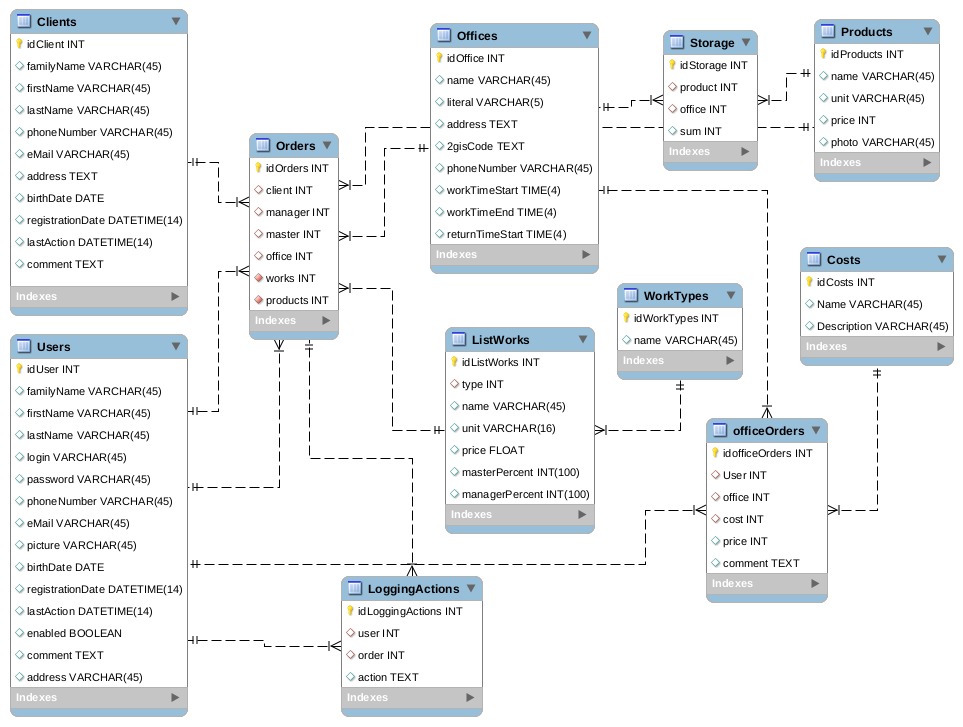 Clients
idClient INT
familyName VARCHAR(45)
firstName VARCHAR(45)
lastName VARCHAR(45)
phoneNumber VARCHAR(45)
eMail VARCHAR(45)
address TEXT
birthDate DATE
registrationDate DATETIME(14)
lastAction DATETIME(14)
comment TEXT
Indexes
Users
idUser INT
familyName VARCHAR(45)
firstName VARCHAR(45)
lastName VARCHAR(45)
login VARCHAR(45)
password VARCHAR(45)
phoneNumber VARCHAR(45)
eMail VARCHAR(45)
picture VARCHAR(45)
birthDate DATE
registrationDate DATETIME(14)
lastAction DATETIME(14)
enabled BOOLEAN
comment TEXT
address VARCHAR(45)
Indexes
Orders
idOrders INT
client INT
manager INT
master INT
office INT
works INT
products INT
Indexes
Offices
idOffice INT
name VARCHAR(45)
literal VARCHAR(5)
address TEXT
2gisCode TEXT
phoneNumber VARCHAR(45)
workTimeStart TIME(4)
workTimeEnd TIME(4)
returnTimeStart TIME(4)
Indexes
Storage
idStorage INT
product INT
office INT
sum INT
Indexes
Products
idProducts INT
name VARCHAR(45)
unit VARCHAR(45)
price INT
photo VARCHAR(45)
Indexes
ListWorks
idListWorks INT
type INT
name VARCHAR(45)
unit VARCHAR(16)
price FLOAT
masterPercent INT(100)
managerPercent INT(100)
Indexes
WorkTypes
idWorkTypes INT
name VARCHAR(45)
Indexes
Costs
idCosts INT
Name VARCHAR(45)
Description VARCHAR(45)
Indexes
officeOrders
idofficeOrders INT
User INT
office INT
cost INT
price INT
comment TEXT
Indexes
LoggingActions
idLoggingActions INT
user INT
order INT
action TEXT
Indexes